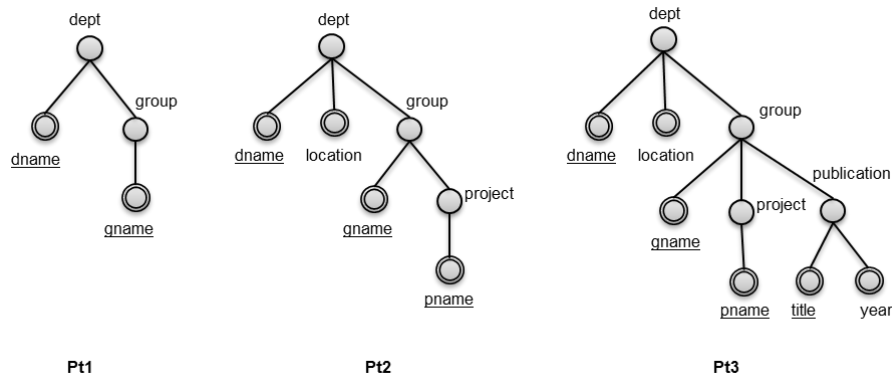 dept
group
dname
gname
Pt1
dept
group
dname
location
project
gname
pname
Pt2
dept
group
dname
location
publication
project
gname
pname
title
year
Pt3